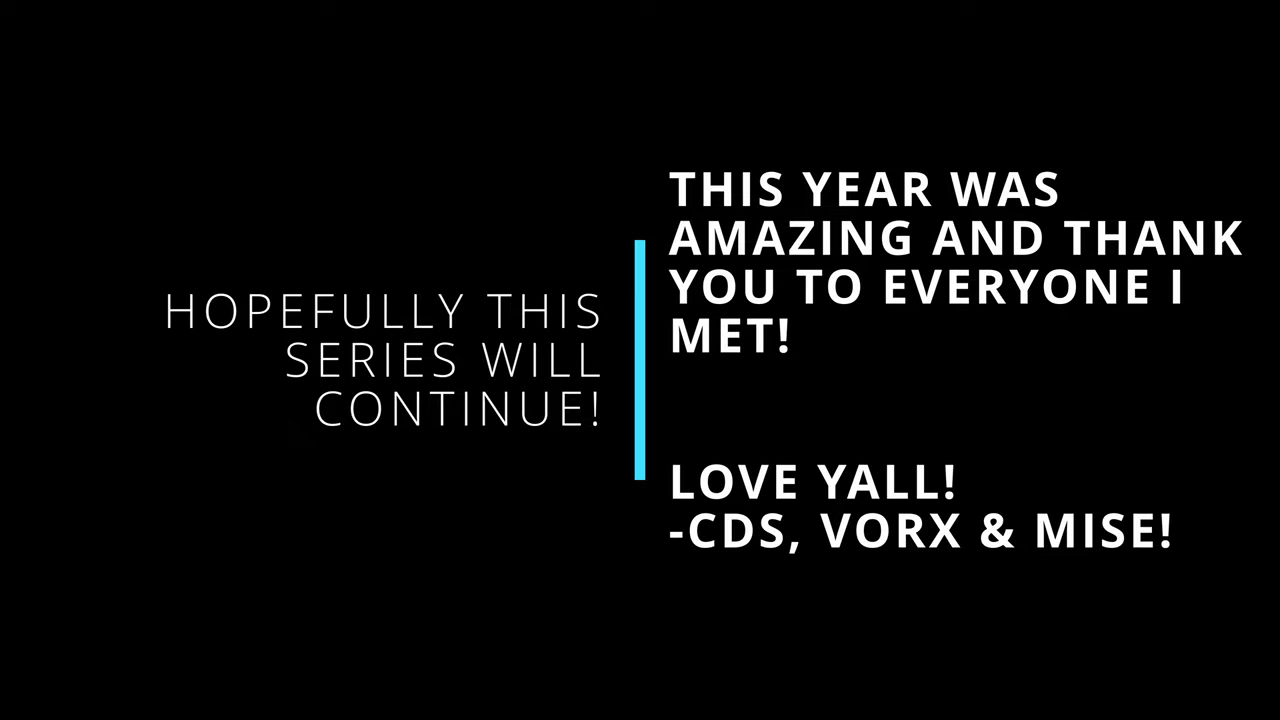 HOPEFULLY THIS
SERIES WILL
CONTINUE!
THIS YEAR WAS
AMAZING AND THANK
YOU TO EVERYONE I
MET!
LOVE YALL!
-CDS, VORX & MISE!